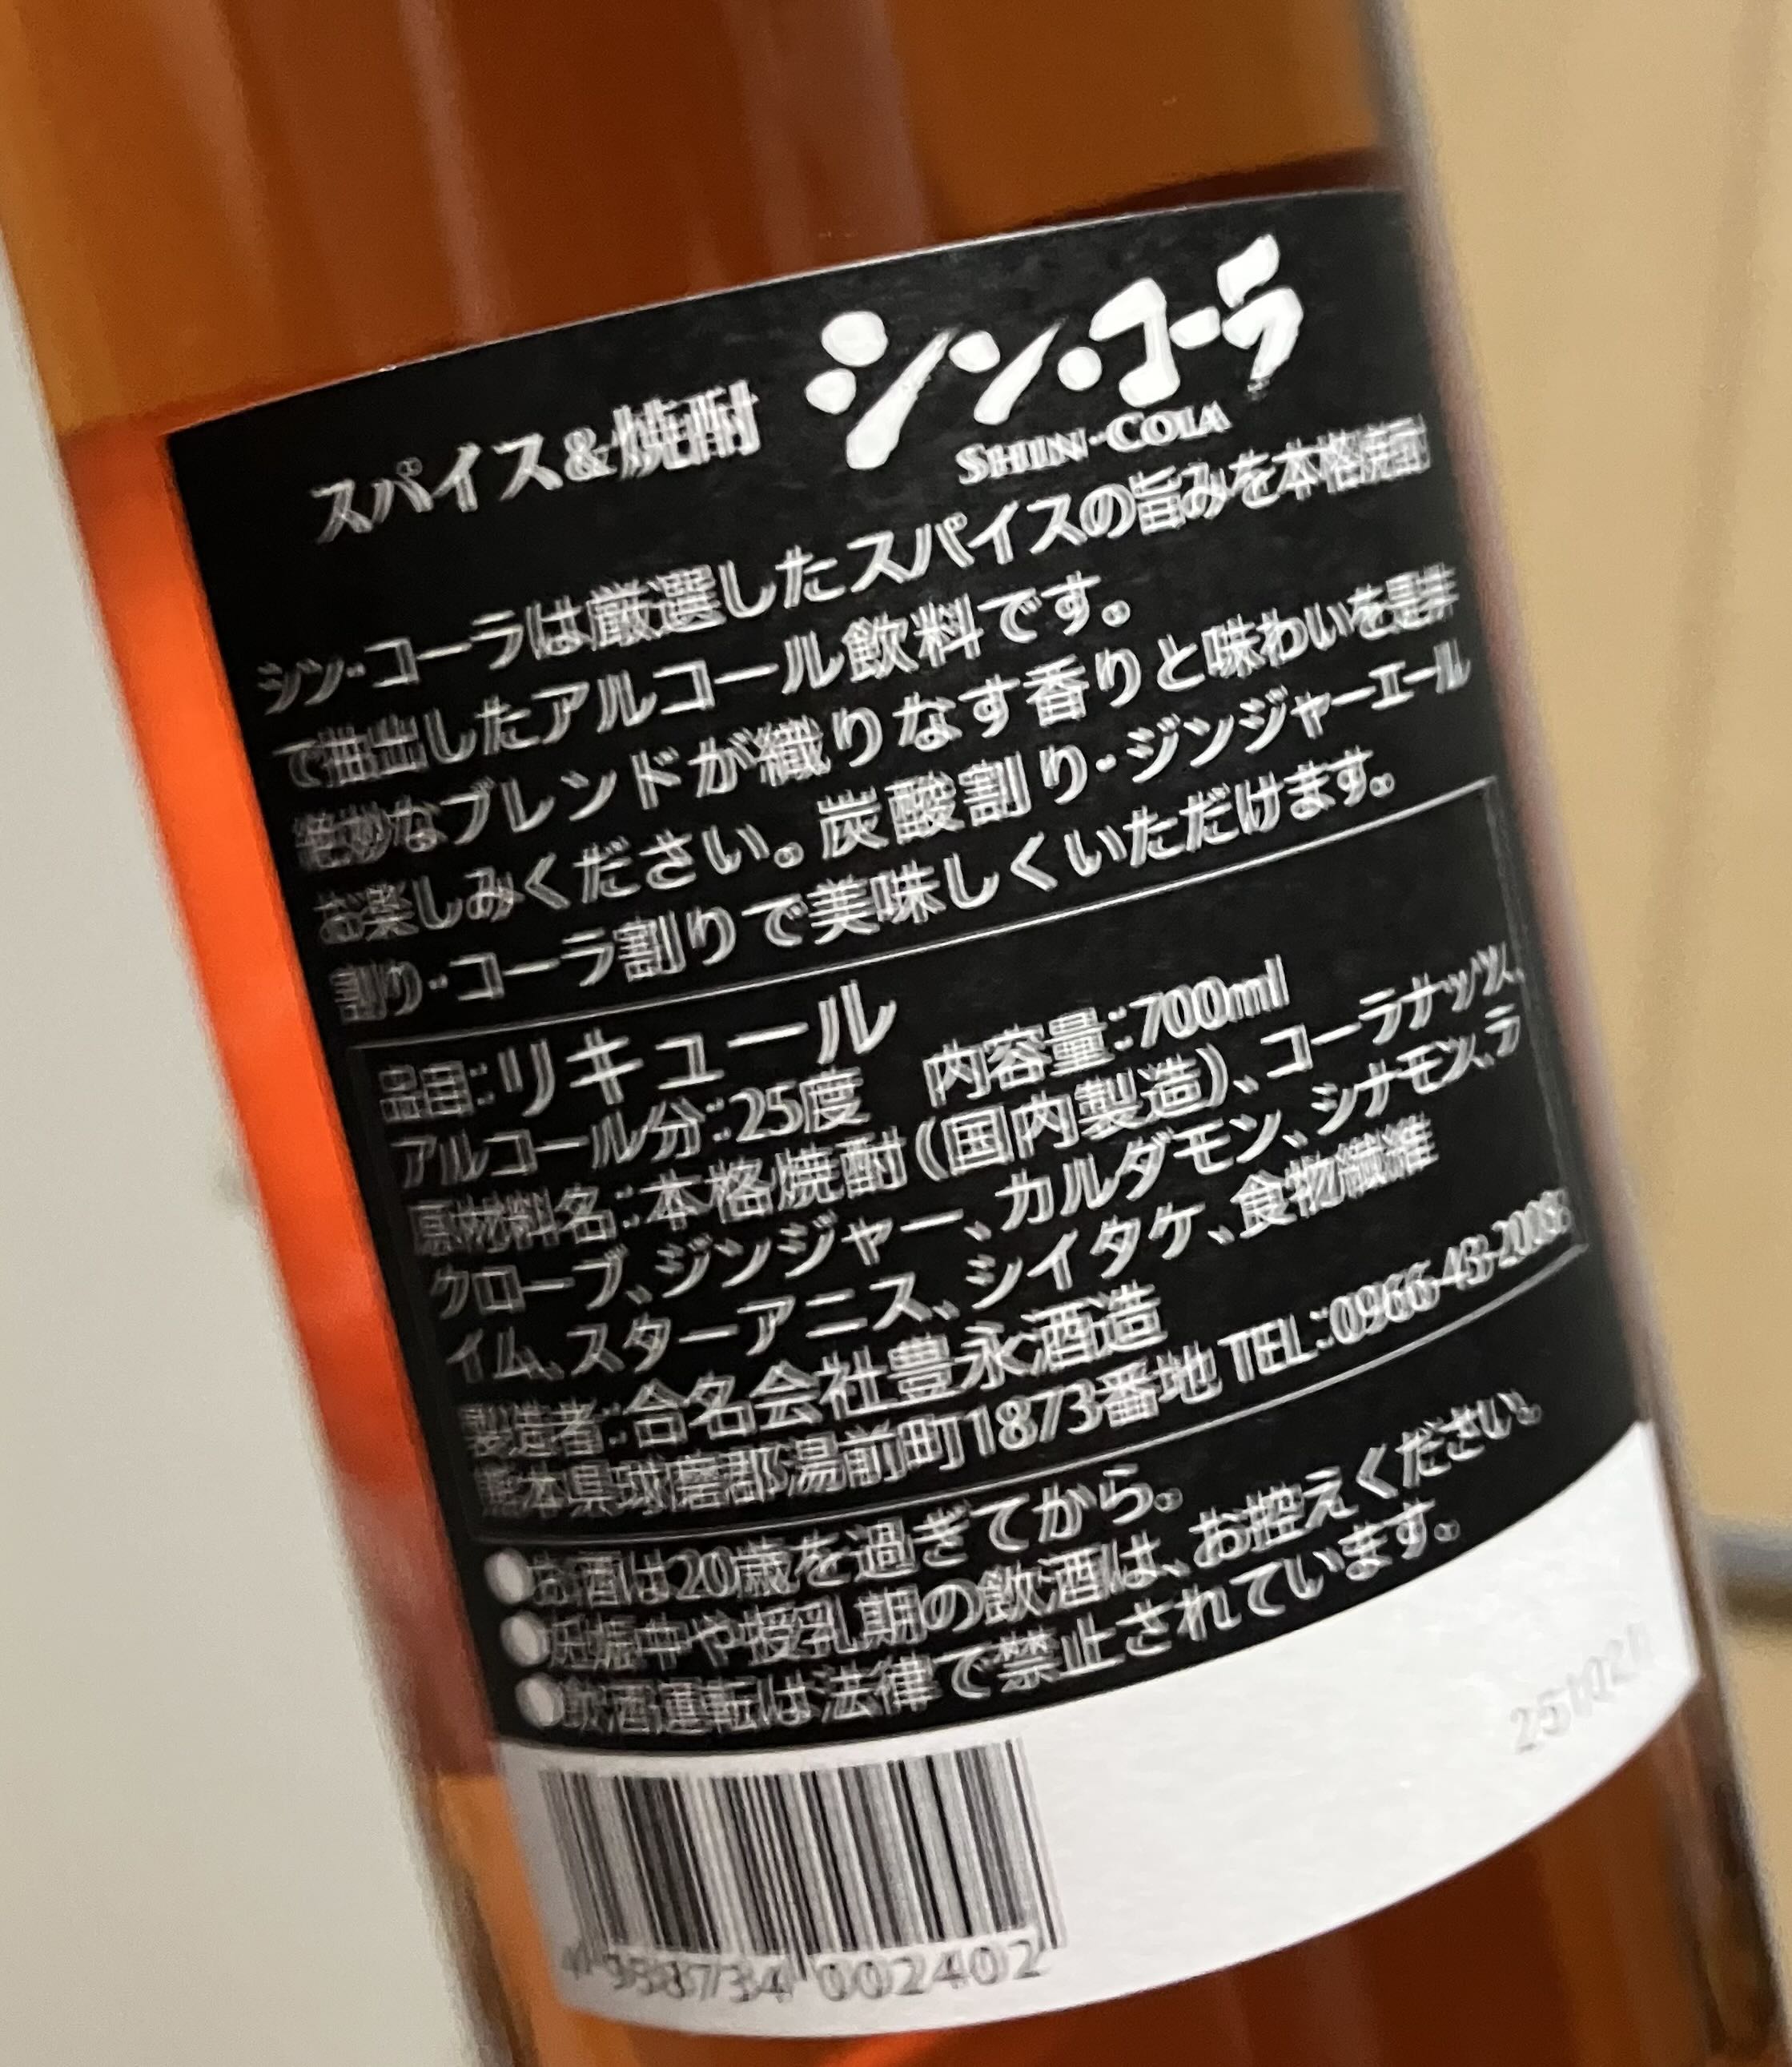 スパイス&焼酎 シン・コーラ
SHIN-COLA
シン・コーラは厳選したスパイスの旨みを本格焼酎
で抽出したアルコール飲料です。
絶妙なブレンドが織りなす香りと味わいを是非
お楽しみください。炭酸割り・ジンジャーエール
割り・コーラ割りで美味しくいただけます。
品目:リキュール
アルコール分:25度 内容量:700ml
原材料名:本格焼酎(国内製造)、コーラナッツ、
クローブ、ジンジャー、カルダモン、シナモン、ラ
イム、スターアニス、シイタケ、食物繊維
製造者:合名会社豊永酒造
熊本県球磨郡湯前町1873番地 TEL:0966-43-2008
●お酒は20歳を過ぎてから。
●妊娠中や授乳期の飲酒は、お控えください。
●飲酒運転は法律で禁止されています。
002402